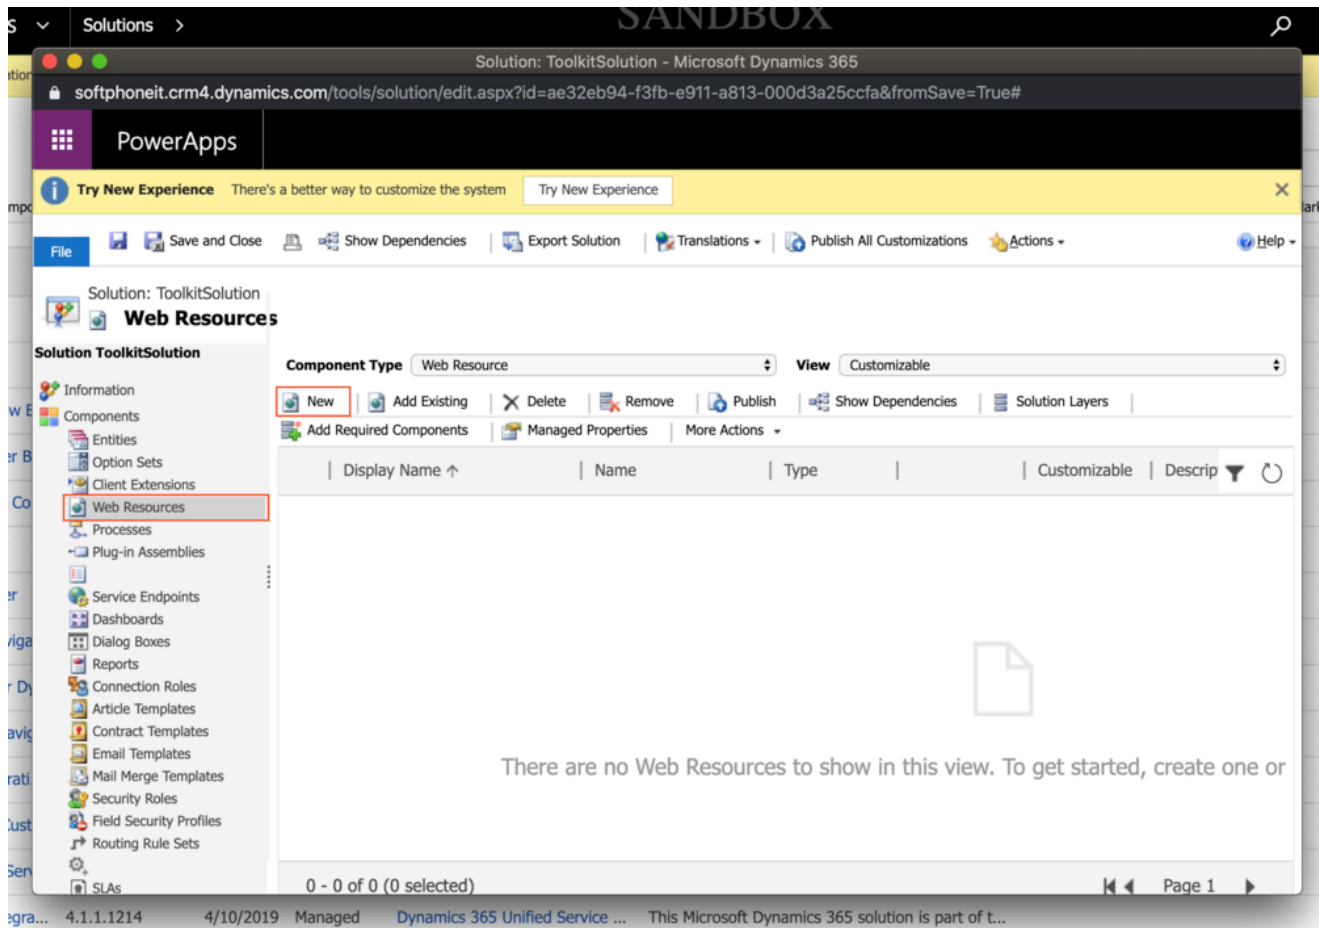 SANDBOX
S Solutions >
Solution: ToolkitSolution - Microsoft Dynamics 365
softphoneit.crm4.dynamics.com/tools/solution/edit.aspx?id=ae32eb94-f3fb-e911-a813-000d3a25ccfa&fromSave=True#
PowerApps
Try New Experience There's a better way to customize the system Try New Experience
File Save and Close Show Dependencies Export Solution Translations Publish All Customizations Actions Help
Solution: ToolkitSolution
Web Resources
Solution ToolkitSolution
Component Type Web Resource View Customizable
Information
New Add Existing Delete Remove Publish Show Dependencies Solution Layers
Components
Add Required Components Managed Properties More Actions
Entities
Option Sets
Display Name ↑ Name Type Customizable Descrip
Client Extensions
Web Resources
Processes
Plug-in Assemblies
Service Endpoints
Dashboards
Dialog Boxes
Reports
Connection Roles
Article Templates
Contract Templates
Email Templates
There are no Web Resources to show in this view. To get started, create one or
Mail Merge Templates
Security Roles
Field Security Profiles
Routing Rule Sets
SLAs
0 - 0 of 0 (0 selected) Page 1
egra... 4.1.1.1214 4/10/2019 Managed Dynamics 365 Unified Service ... This Microsoft Dynamics 365 solution is part of t...